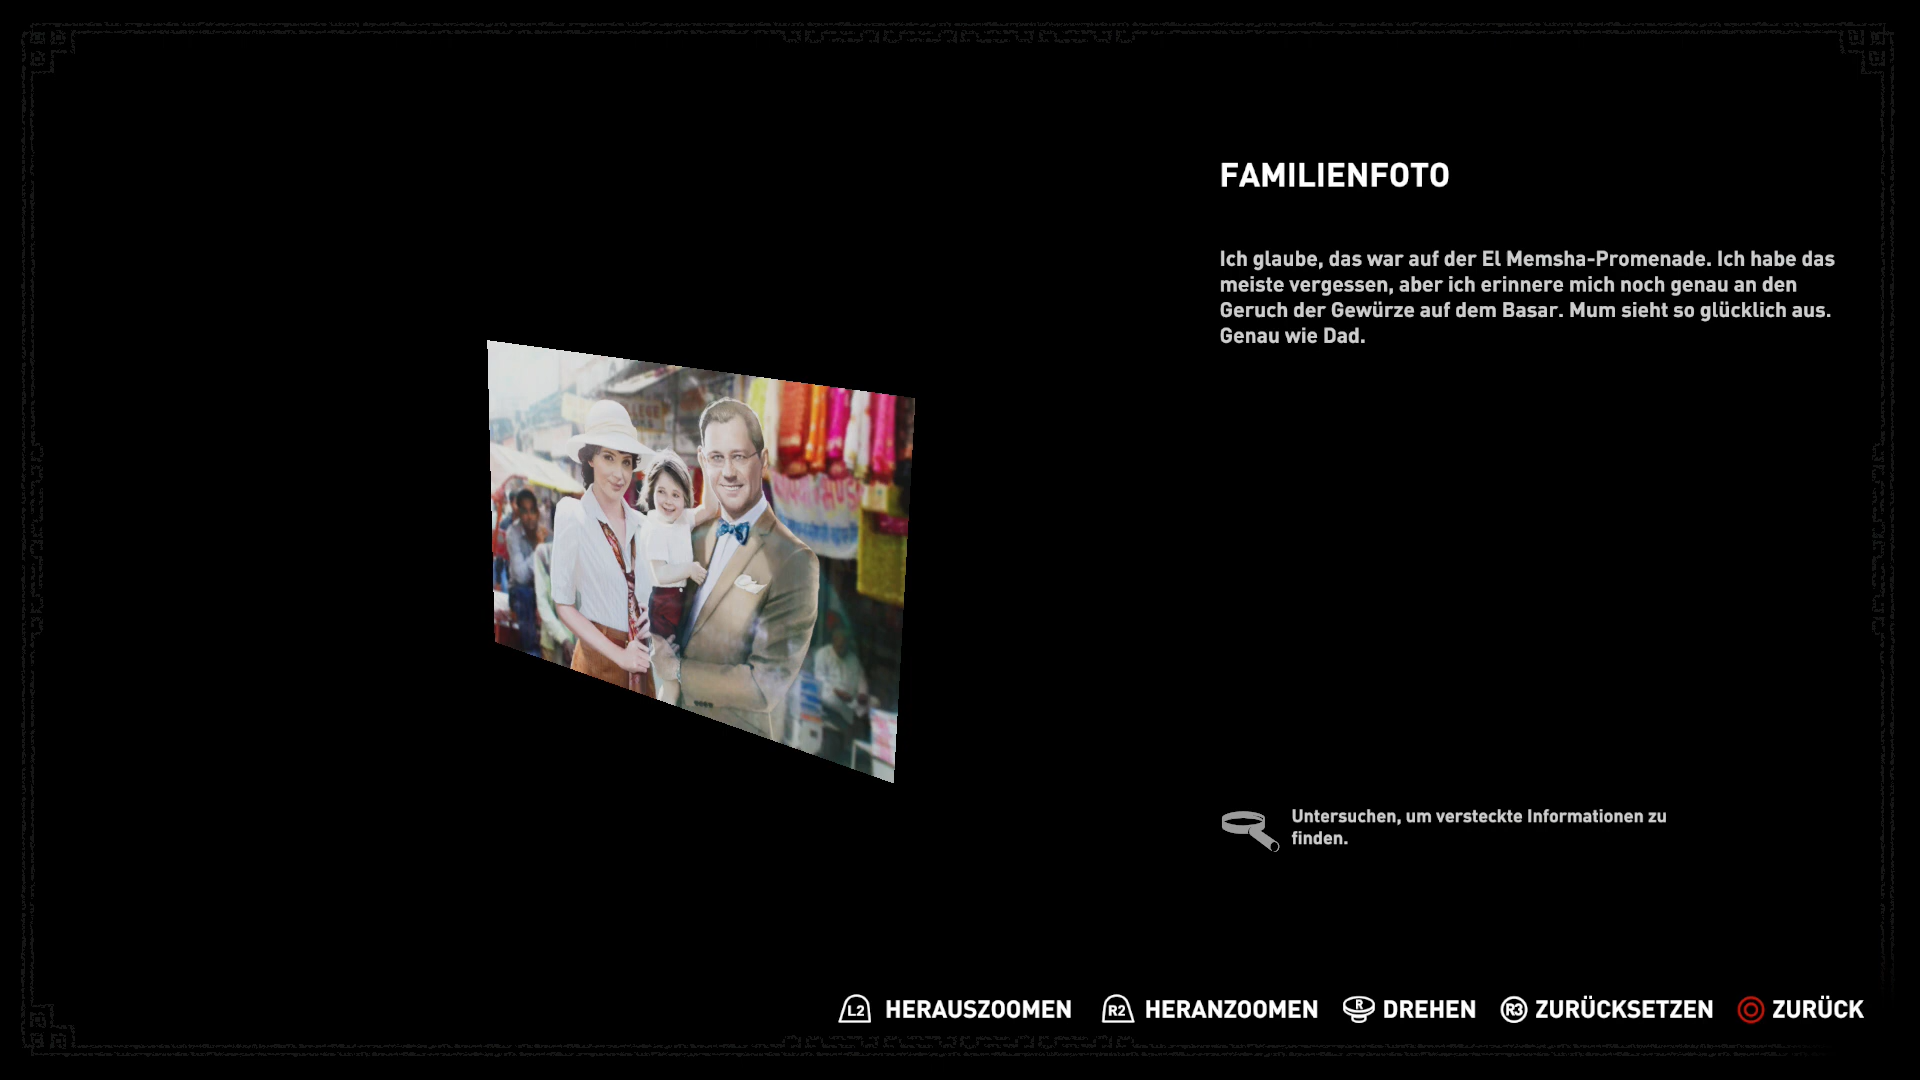 FAMILIENFOTO
Ich glaube, das war auf der El Memsha-Promenade. Ich habe das
meiste vergessen, aber ich erinnere mich noch genau an den
Geruch der Gewürze auf dem Basar. Mum sieht so glücklich aus.
Genau wie Dad.
Untersuchen, um versteckte Informationen zu
finden.
L2 HERAUSZOOMEN R2 HERANZOOMEN R DREHEN R3 ZURÜCKSETZEN ZURÜCK